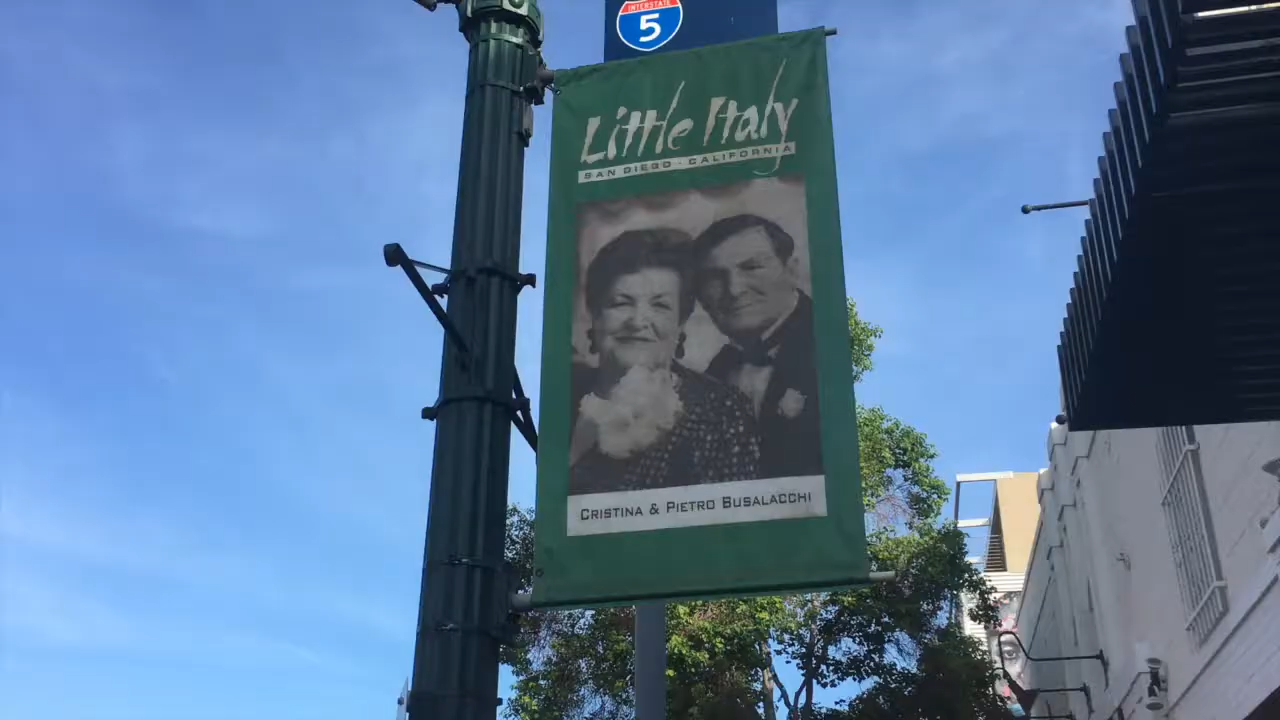 INTERSTATE
5
Little Italy
SAN DIEGO · CALIFORNIA
CRISTINA & PIETRO BUSALACCHI